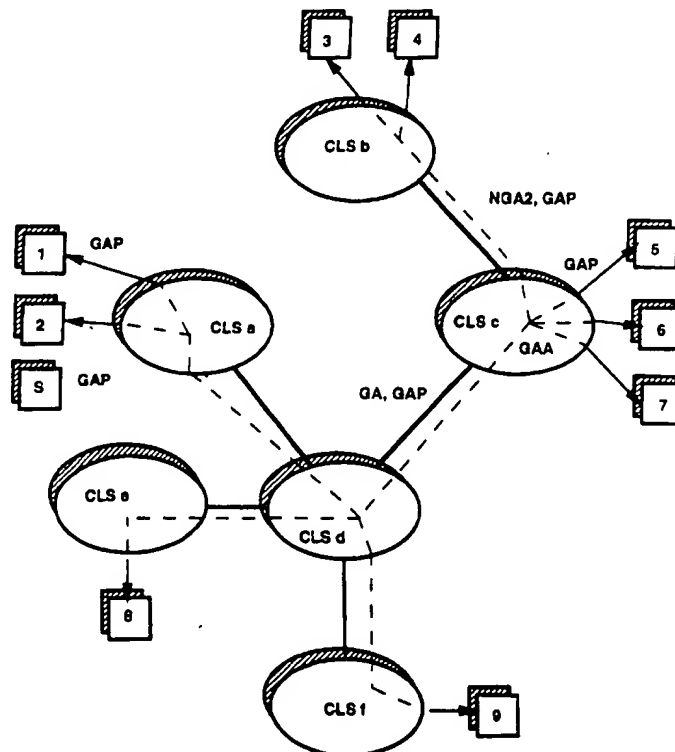 3
4
CLS b
NGA2, GAP
1
GAP
5
GAP
2
CLS a
CLS c
6
GAA
S
GAP
GA, GAP
7
CLS e
CLS d
8
CLS f
9